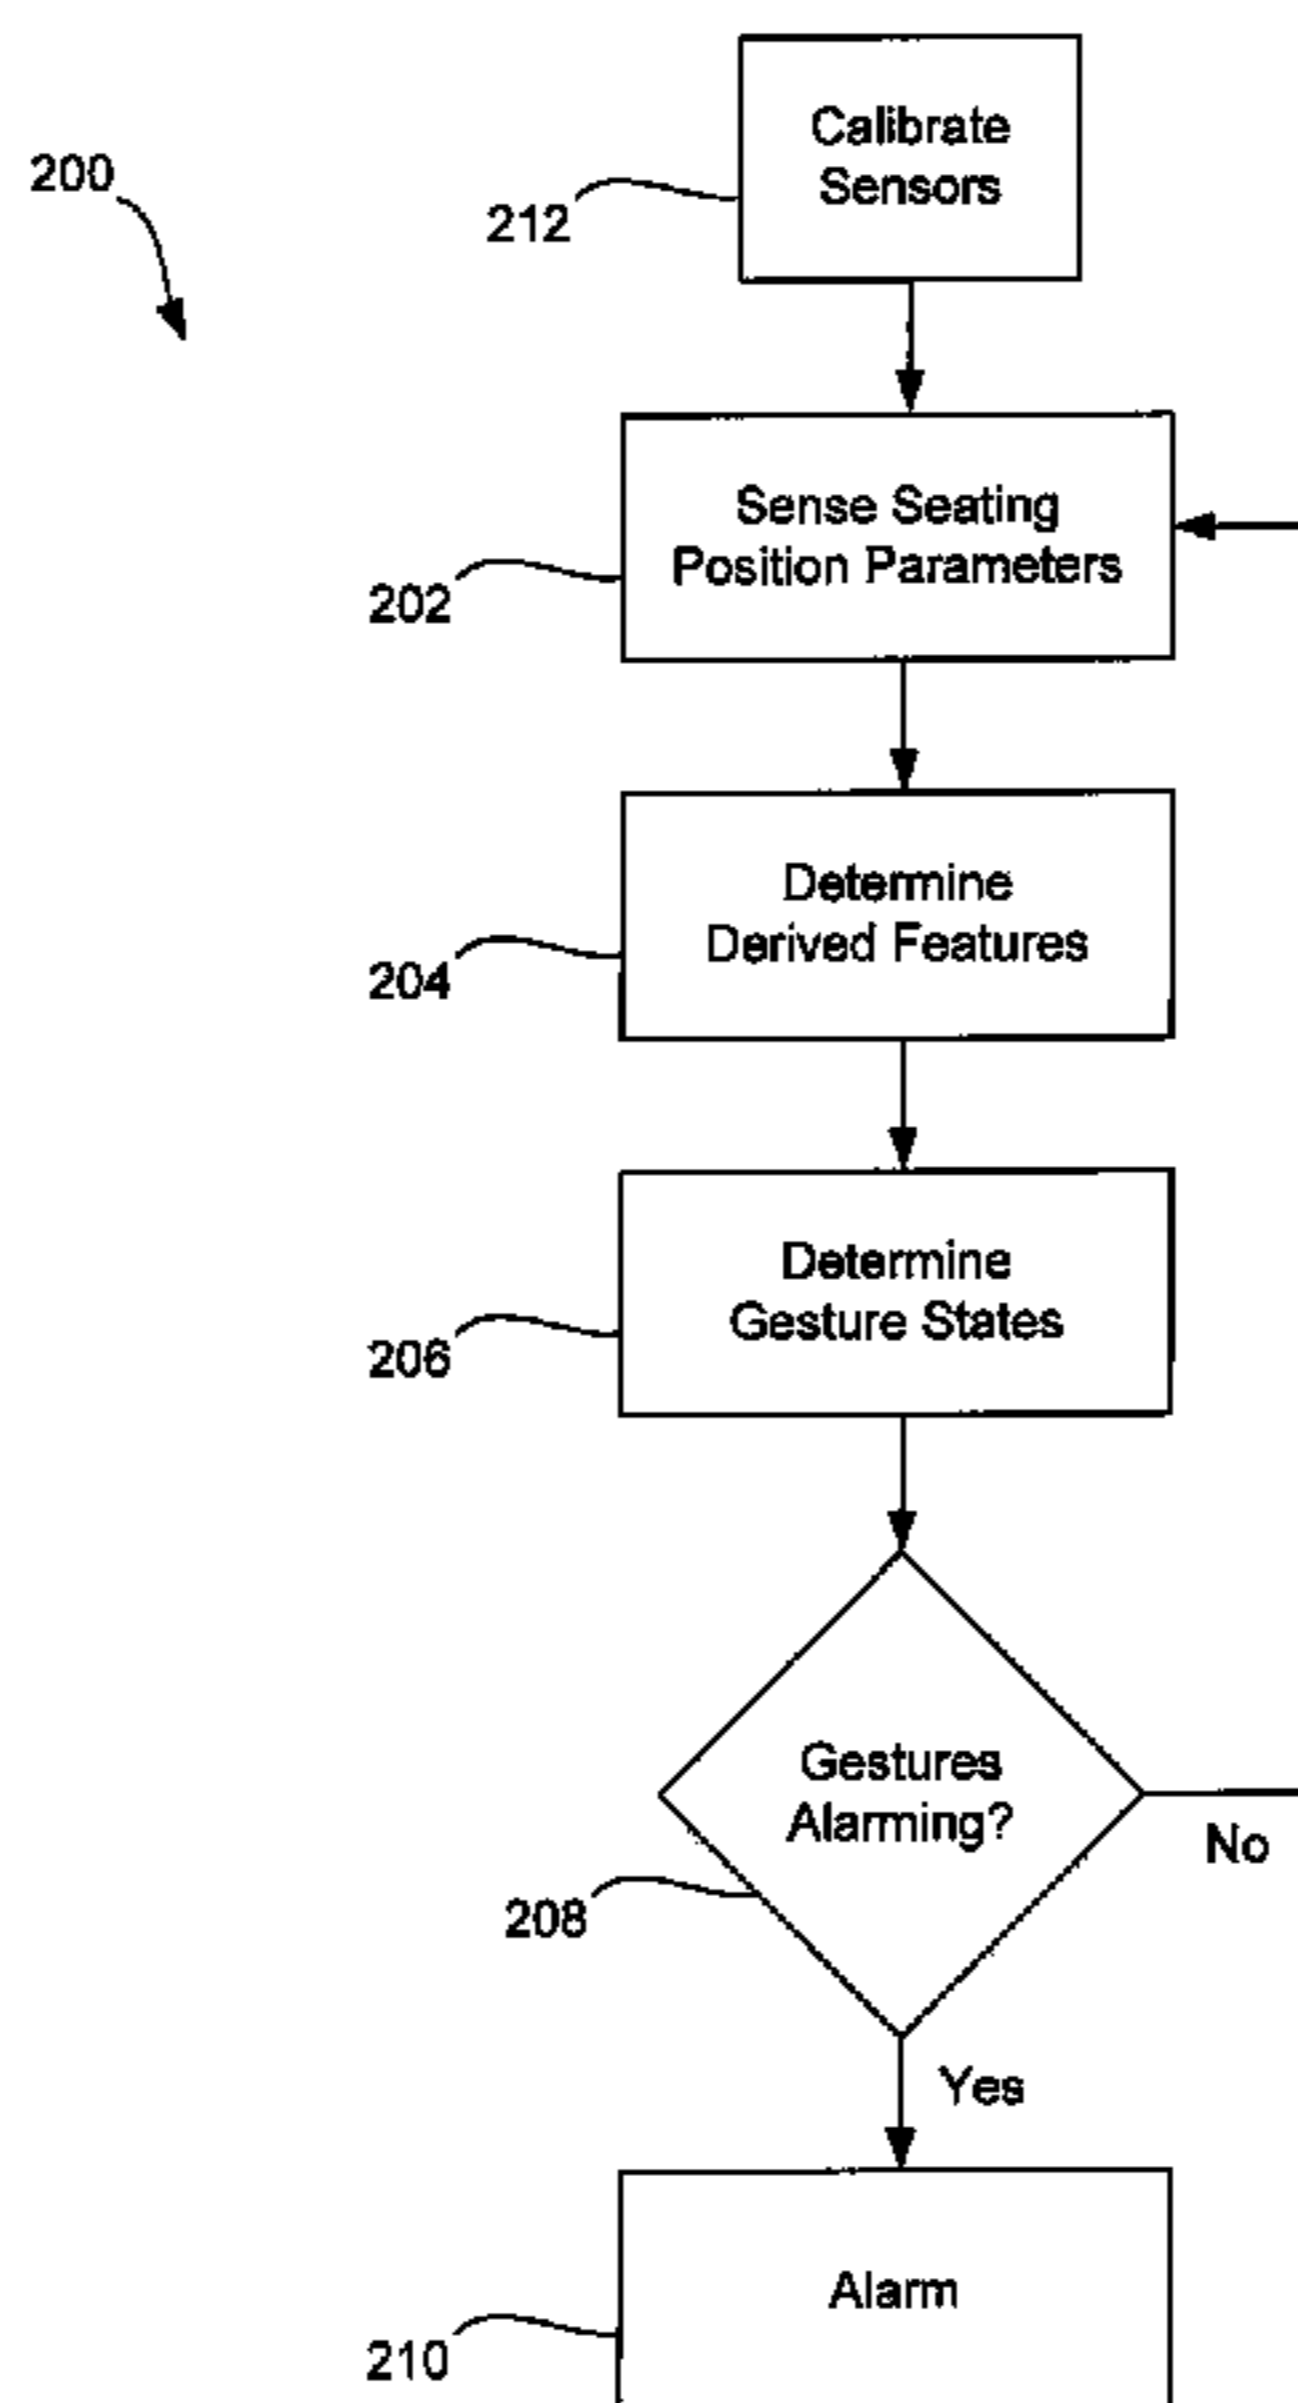 200
Calibrate
Sensors
212
Sense Seating
Position Parameters
202
Determine
Derived Features
204
Determine
Gesture States
206
Gestures
Alarming?
No
208
Yes
Alarm
210